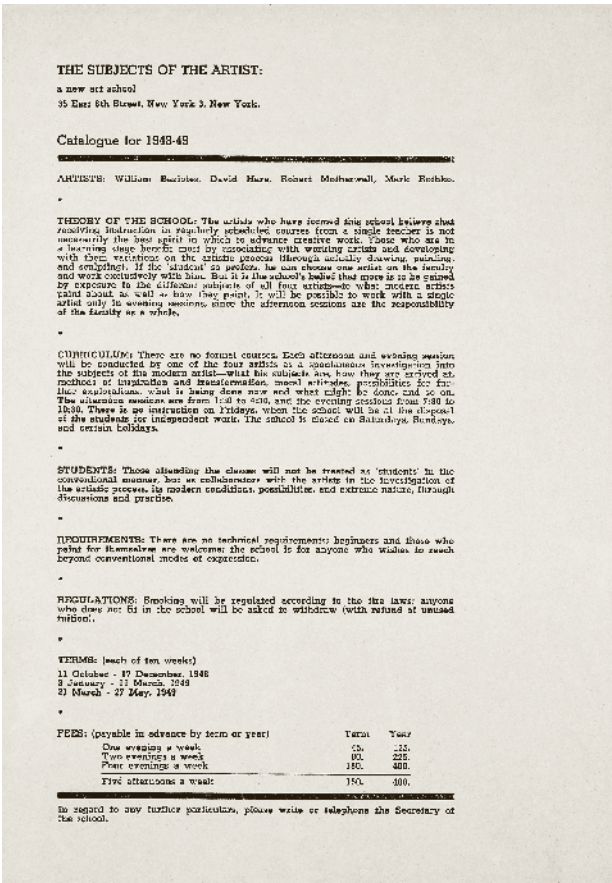 THE SUBJECTS OF THE ARTIST:
a new art school
35 East 8th Street, New York 3, New York.
Catalogue for 1948-49
ARTISTS: William Baziotes, David Hare, Robert Motherwell, Mark Rothko.
*
THEORY OF THE SCHOOL: The artists who have formed this school believe that
receiving instruction in regularly scheduled courses from a single teacher is not
necessarily the best spirit in which to advance creative work. Those who are in
a learning stage benefit most by associating with working artists and developing
with them variations on the artistic process (through actually drawing, painting,
and sculpting). If the 'student' so prefers, he can choose one artist on the faculty
and work exclusively with him. But it is the school's belief that more is to be gained
by exposure to the different subjects of all four artists—to what modern artists
paint about, as well as how they paint. It will be possible to work with a single
artist only in evening sessions, since the afternoon sessions are the responsibility
of the faculty as a whole.
*
CURRICULUM: There are no formal courses. Each afternoon and evening session
will be conducted by one of the four artists as a spontaneous investigation into
the subjects of the modern artist—what his subjects are, how they are arrived at,
methods of inspiration and transformation, moral attitudes, possibilities for fur-
ther explorations, what is being done now and what might be done, and so on.
The afternoon sessions are from 1:30 to 4:30, and the evening sessions from 7:30 to
10:30. There is no instruction on Fridays, when the school will be at the disposal
of the students for independent work. The school is closed on Saturdays, Sundays,
and certain holidays.
*
STUDENTS: Those attending the classes will not be treated as 'students' in the
conventional manner, but as collaborators with the artists in the investigation of
the artistic process, its modern conditions, possibilities, and extreme nature, through
discussions and practise.
*
REQUIREMENTS: There are no technical requirements; beginners and those who
paint for themselves are welcome; the school is for anyone who wishes to reach
beyond conventional modes of expression.
*
REGULATIONS: Smoking will be regulated according to the fire laws; anyone
who does not fit in the school will be asked to withdraw (with refund of unused
tuition).
*
TERMS: (each of ten weeks)
11 October - 17 December, 1948
3 January - 11 March, 1949
21 March - 27 May, 1949
*
FEES: (payable in advance by term or year) Term Year
One evening a week 45. 125.
Two evenings a week 80. 225.
Four evenings a week 150. 400.
Five afternoons a week 150. 400.
In regard to any further particulars, please write or telephone the Secretary of
the school.